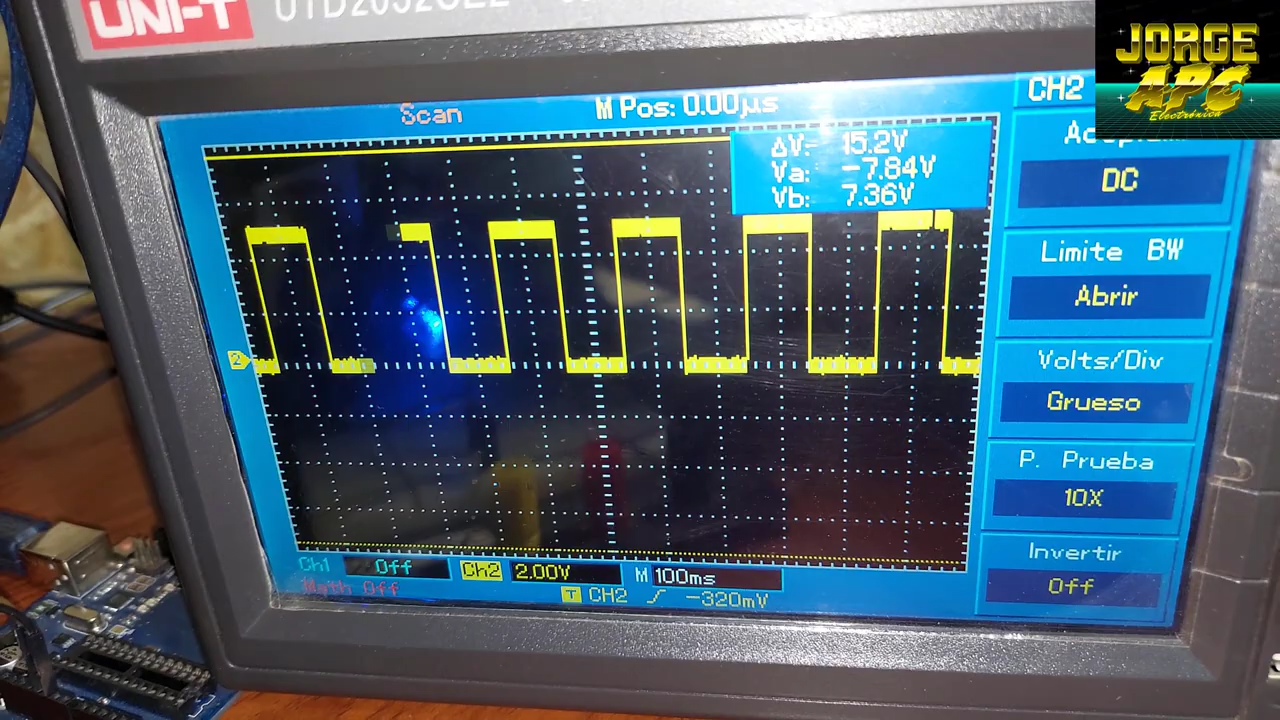 UNI-T
JORGE
APC
Electrónica
Scan
M Pos: 0.00µs
CH2
ΔV: 15.2V
Va: -7.84V
Vb: 7.36V
DC
Limite BW
Abrir
Volts/Div
Grueso
P. Prueba
10X
Invertir
Off
2
Ch1 Off
Ch2 2.00V
M 100ms
Math Off
T CH2 -320mV